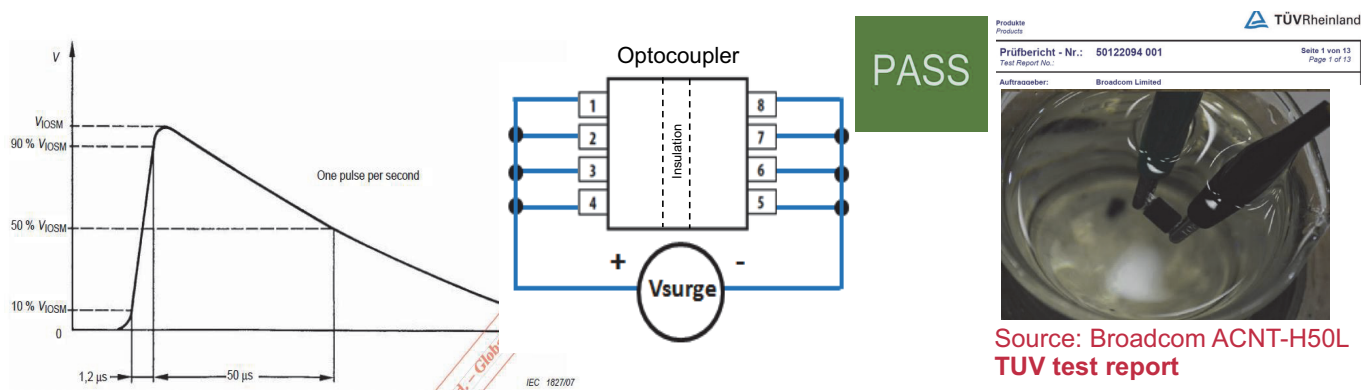 V
V_IOSM
90 % V_IOSM
50 % V_IOSM
10 % V_IOSM
0
One pulse per second
1,2 µs
50 µs
d. – Glob
IEC 1827/07
Optocoupler
1
2
3
4
Insulation
8
7
6
5
+
-
Vsurge
PASS
Produkte
Products
TÜVRheinland
Prüfbericht - Nr.: 50122094 001
Test Report No.:
Seite 1 von 13
Page 1 of 13
Auftraggeber: Broadcom Limited
Source: Broadcom ACNT-H50L
TUV test report